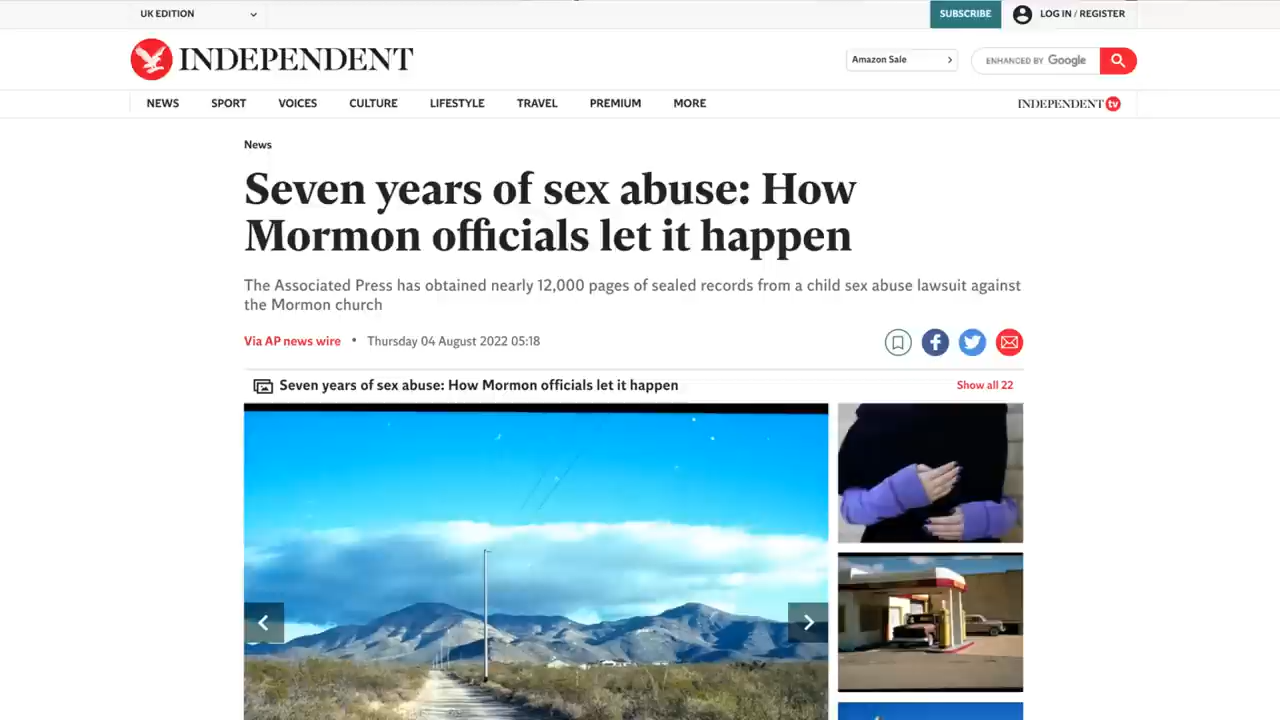 UK EDITION
SUBSCRIBE
LOG IN / REGISTER
INDEPENDENT
Amazon Sale
ENHANCED BY Google
NEWS SPORT VOICES CULTURE LIFESTYLE TRAVEL PREMIUM MORE
INDEPENDENT tv
News
Seven years of sex abuse: How
Mormon officials let it happen
The Associated Press has obtained nearly 12,000 pages of sealed records from a child sex abuse lawsuit against
the Mormon church
Via AP news wire • Thursday 04 August 2022 05:18
Seven years of sex abuse: How Mormon officials let it happen
Show all 22